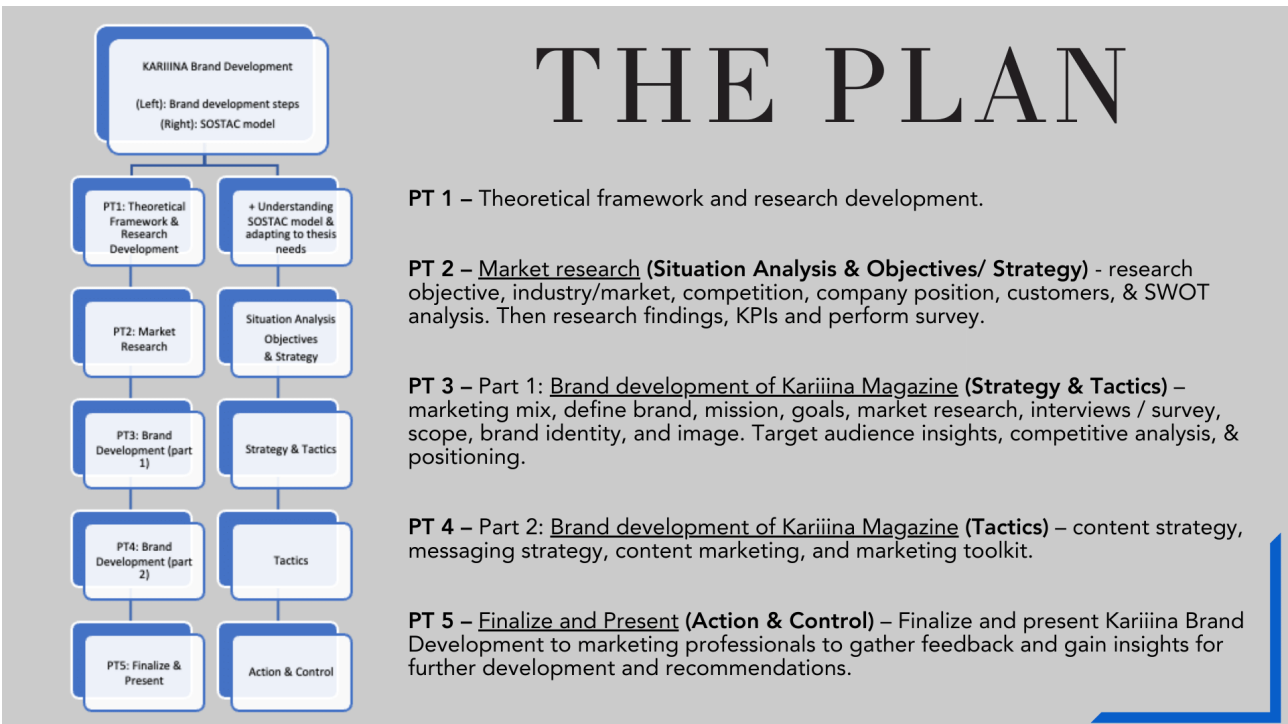 KARIIINA Brand Development
(Left): Brand development steps
(Right): SOSTAC model
PT1: Theoretical
Framework &
Research
Development
+ Understanding
SOSTAC model &
adapting to thesis
needs
PT2: Market
Research
Situation Analysis
Objectives
& Strategy
PT3: Brand
Development (part
1)
Strategy & Tactics
PT4: Brand
Development (part
2)
Tactics
PT5: Finalize &
Present
Action & Control
THE PLAN
PT 1 – Theoretical framework and research development.
PT 2 – Market research (Situation Analysis & Objectives/ Strategy) - research
objective, industry/market, competition, company position, customers, & SWOT
analysis. Then research findings, KPIs and perform survey.
PT 3 – Part 1: Brand development of Kariiina Magazine (Strategy & Tactics) –
marketing mix, define brand, mission, goals, market research, interviews / survey,
scope, brand identity, and image. Target audience insights, competitive analysis, &
positioning.
PT 4 – Part 2: Brand development of Kariiina Magazine (Tactics) – content strategy,
messaging strategy, content marketing, and marketing toolkit.
PT 5 – Finalize and Present (Action & Control) – Finalize and present Kariiina Brand
Development to marketing professionals to gather feedback and gain insights for
further development and recommendations.